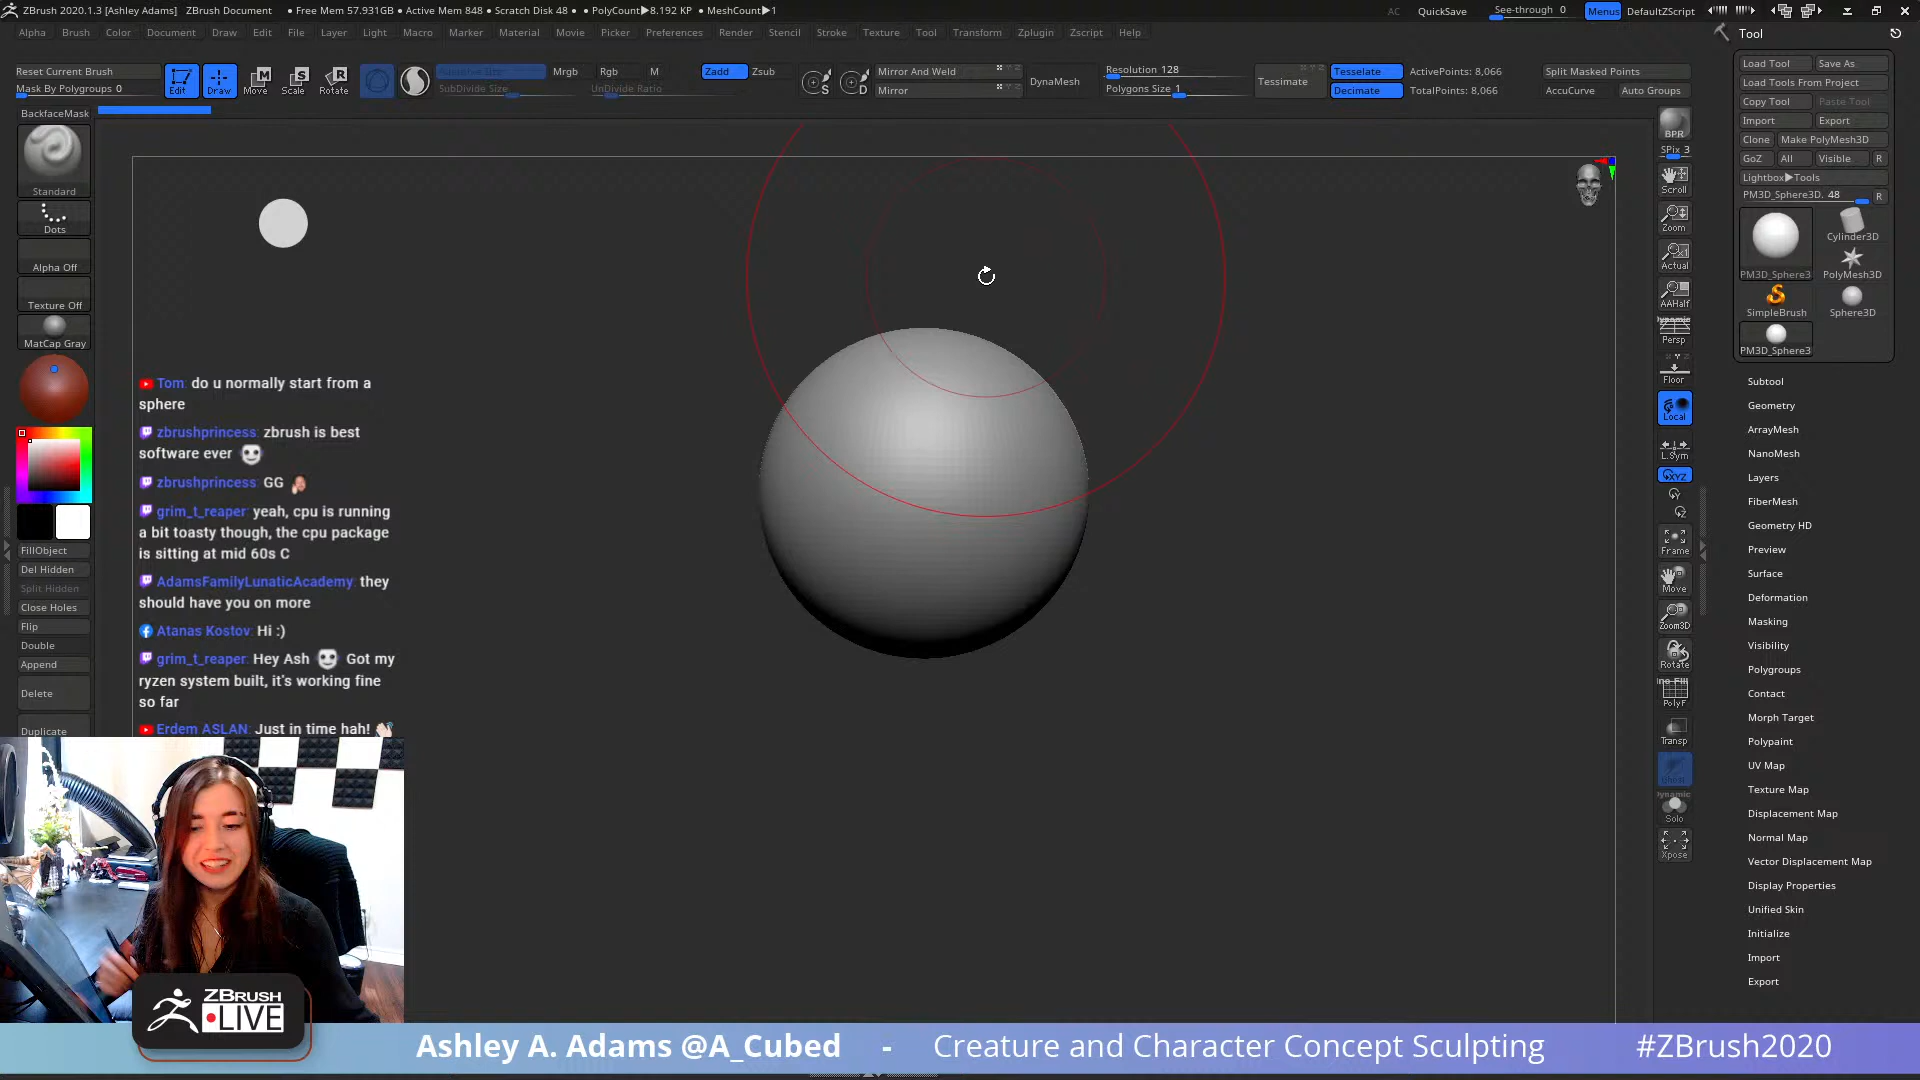 ZBrush 2020.1.3 [Ashley Adams] ZBrush Document • Free Mem 57.931GB • Active Mem 848 • Scratch Disk 48 • PolyCount▶8.192 KP • MeshCount▶1 AC QuickSave See-through 0 Menus DefaultZScript
Alpha Brush Color Document Draw Edit File Layer Light Macro Marker Material Movie Picker Preferences Render Stencil Stroke Texture Tool Transform Zplugin Zscript Help
Reset Current Brush
Mask By Polygroups 0
Edit Draw Move Scale Rotate
SubDivide Size
Mrgb Rgb M
UnDivide Ratio
Zadd Zsub
Mirror And Weld
Mirror
DynaMesh
Resolution 128
Polygons Size 1
Tessimate
Tesselate
Decimate
ActivePoints: 8,066
TotalPoints: 8,066
Split Masked Points
AccuCurve Auto Groups
BackfaceMask
Standard
Dots
Alpha Off
Texture Off
MatCap Gray
FillObject
Del Hidden
Split Hidden
Close Holes
Flip
Double
Append
Delete
Duplicate
Tom: do u normally start from a
sphere
zbrushprincess: zbrush is best
software ever
zbrushprincess: GG
grim_t_reaper: yeah, cpu is running
a bit toasty though, the cpu package
is sitting at mid 60s C
AdamsFamilyLunaticAcademy: they
should have you on more
Atanas Kostov: Hi :)
grim_t_reaper: Hey Ash Got my
ryzen system built, it's working fine
so far
Erdem ASLAN: Just in time hah!
BPR
SPix 3
Scroll
Zoom
Actual
AAHalf
Dynamic
Persp
Floor
Local
L.Sym
XYZ
Y
Z
Frame
Move
Zoom3D
Rotate
PolyF
Transp
Ghost
Dynamic
Solo
Xpose
Tool
Load Tool Save As
Load Tools From Project
Copy Tool Paste Tool
Import Export
Clone Make PolyMesh3D
GoZ All Visible R
Lightbox▶Tools
PM3D_Sphere3D. 48 R
PM3D_Sphere3
Cylinder3D
PolyMesh3D
SimpleBrush
Sphere3D
PM3D_Sphere3
Subtool
Geometry
ArrayMesh
NanoMesh
Layers
FiberMesh
Geometry HD
Preview
Surface
Deformation
Masking
Visibility
Polygroups
Contact
Morph Target
Polypaint
UV Map
Texture Map
Displacement Map
Normal Map
Vector Displacement Map
Display Properties
Unified Skin
Initialize
Import
Export
ZBRUSH
LIVE
Ashley A. Adams @A_Cubed - Creature and Character Concept Sculpting #ZBrush2020